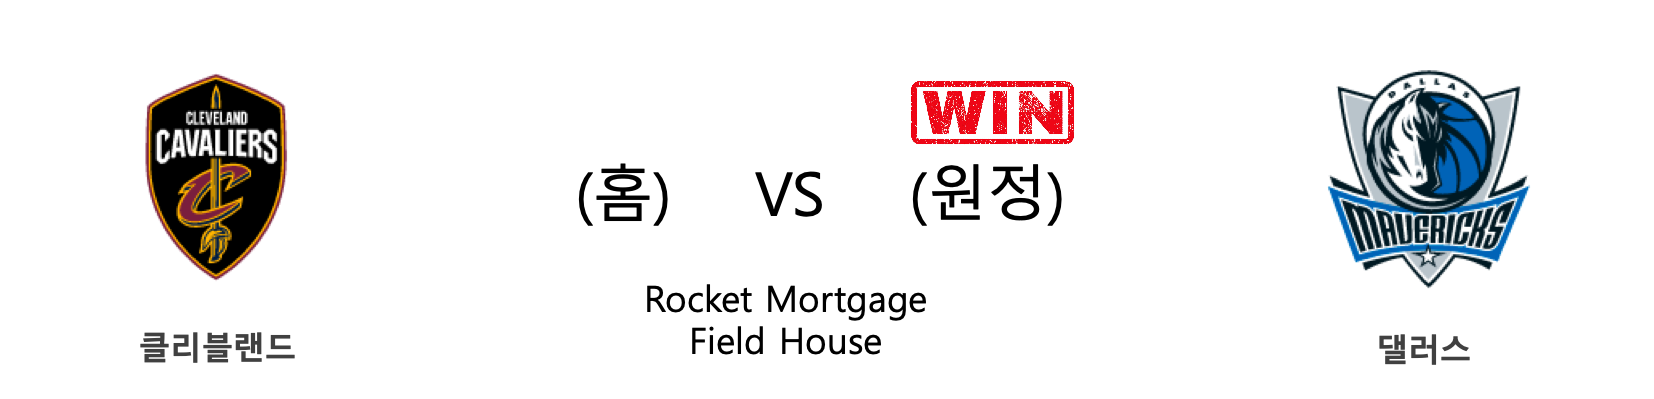 CLEVELAND
CAVALIERS
클리블랜드
WIN
(홈) VS (원정)
Rocket Mortgage
Field House
DALLAS
MAVERICKS
댈러스